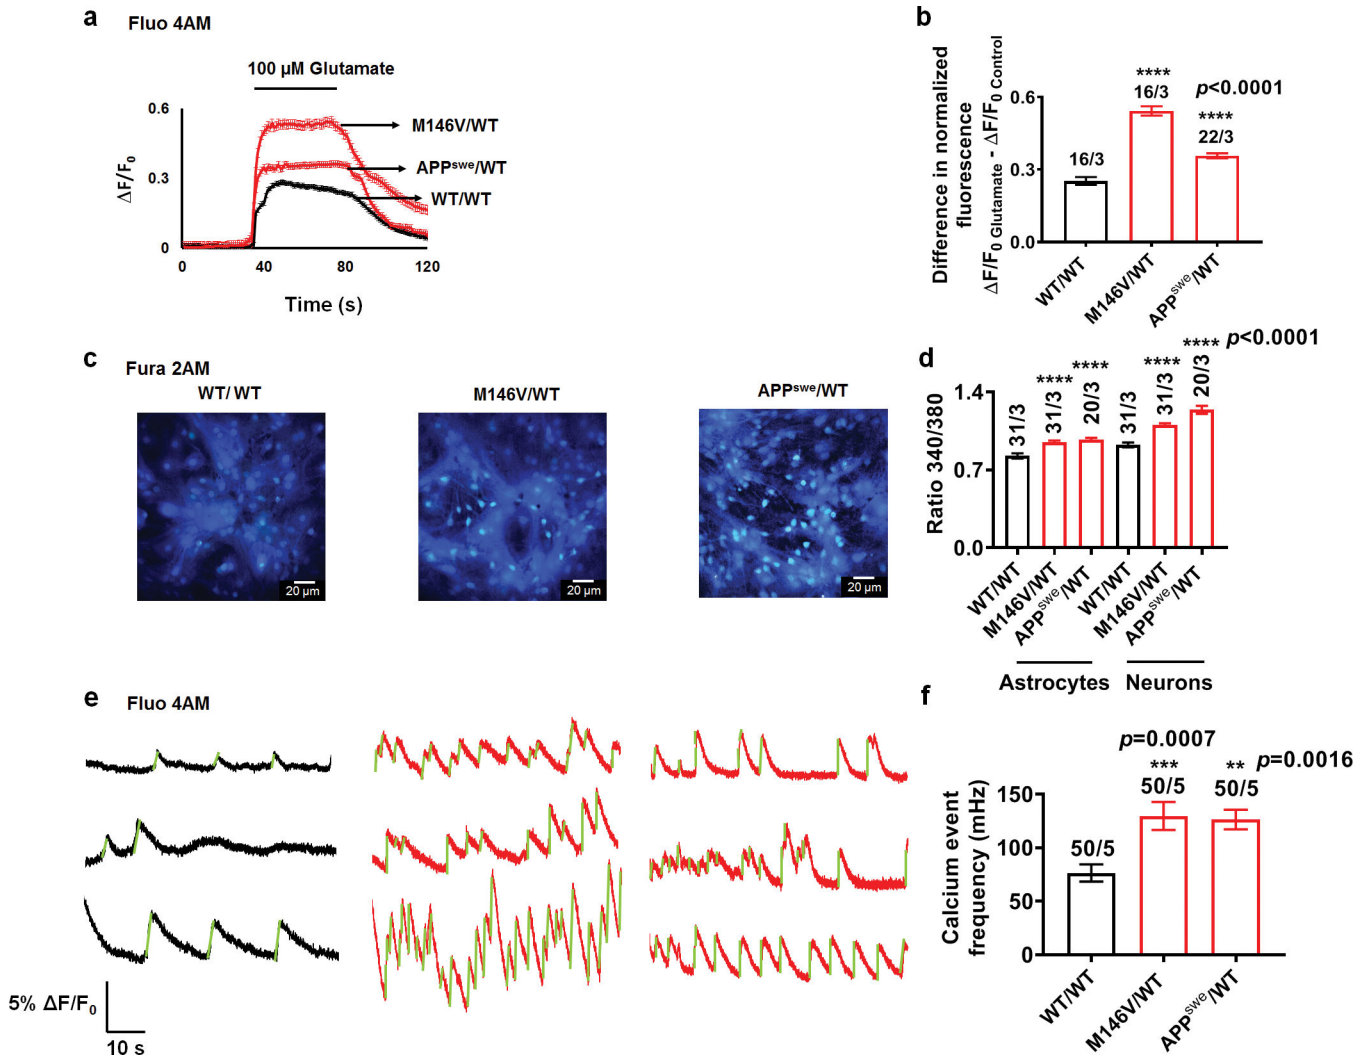 a Fluo 4AM
100 µM Glutamate
0.6
0.3
0
ΔF/F0
M146V/WT
APPswe/WT
WT/WT
0 40 80 120
Time (s)
b
Difference in normalized
fluorescence
ΔF/F0 Glutamate - ΔF/F0 Control
0.6
0.3
0.0
16/3
****
16/3
p<0.0001
****
22/3
WT/WT
M146V/WT
APPswe/WT
c Fura 2AM
WT/ WT
M146V/WT
APPswe/WT
20 µm
20 µm
20 µm
d
Ratio 340/380
1.4
0.7
0.0
31/3
****
31/3
****
20/3
31/3
****
31/3
****
20/3
p<0.0001
WT/WT
M146V/WT
APPswe/WT
WT/WT
M146V/WT
APPswe/WT
Astrocytes Neurons
e Fluo 4AM
5% ΔF/F0
10 s
f
Calcium event
frequency (mHz)
150
100
50
0
50/5
p=0.0007
***
50/5
p=0.0016
**
50/5
WT/WT
M146V/WT
APPswe/WT